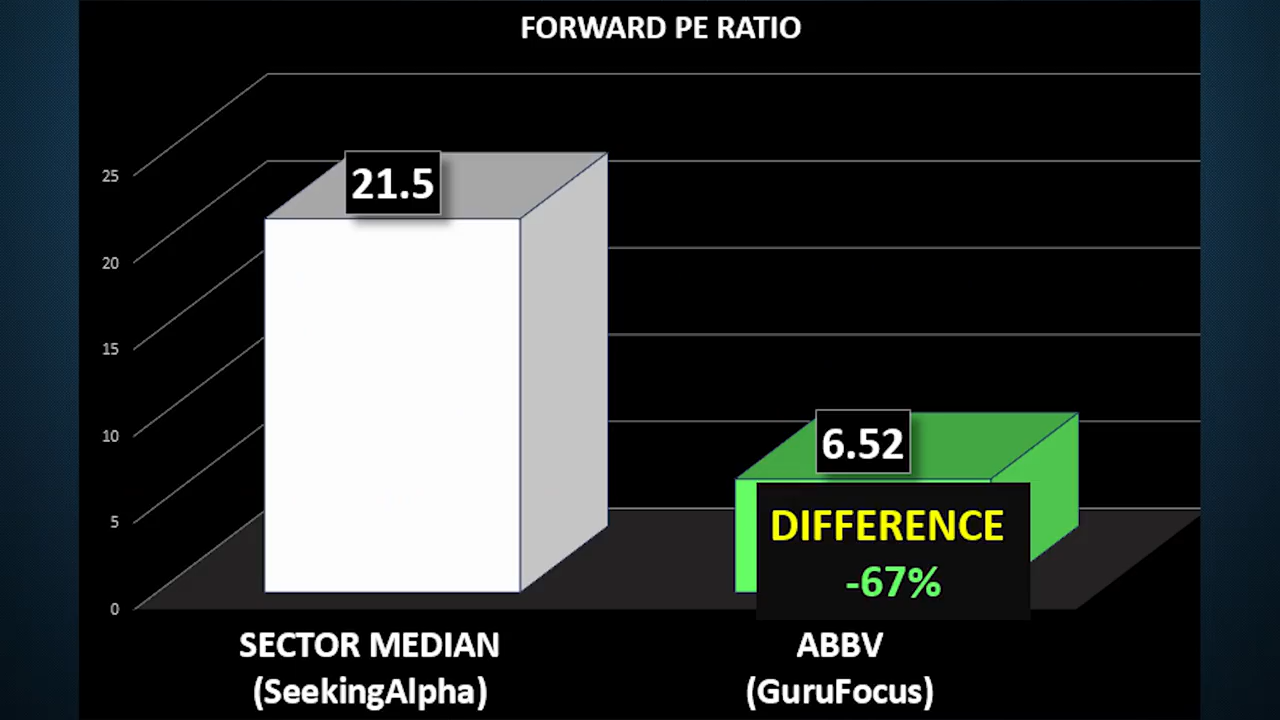 FORWARD PE RATIO
25
20
15
10
5
0
21.5
6.52
DIFFERENCE
-67%
SECTOR MEDIAN
(SeekingAlpha)
ABBV
(GuruFocus)